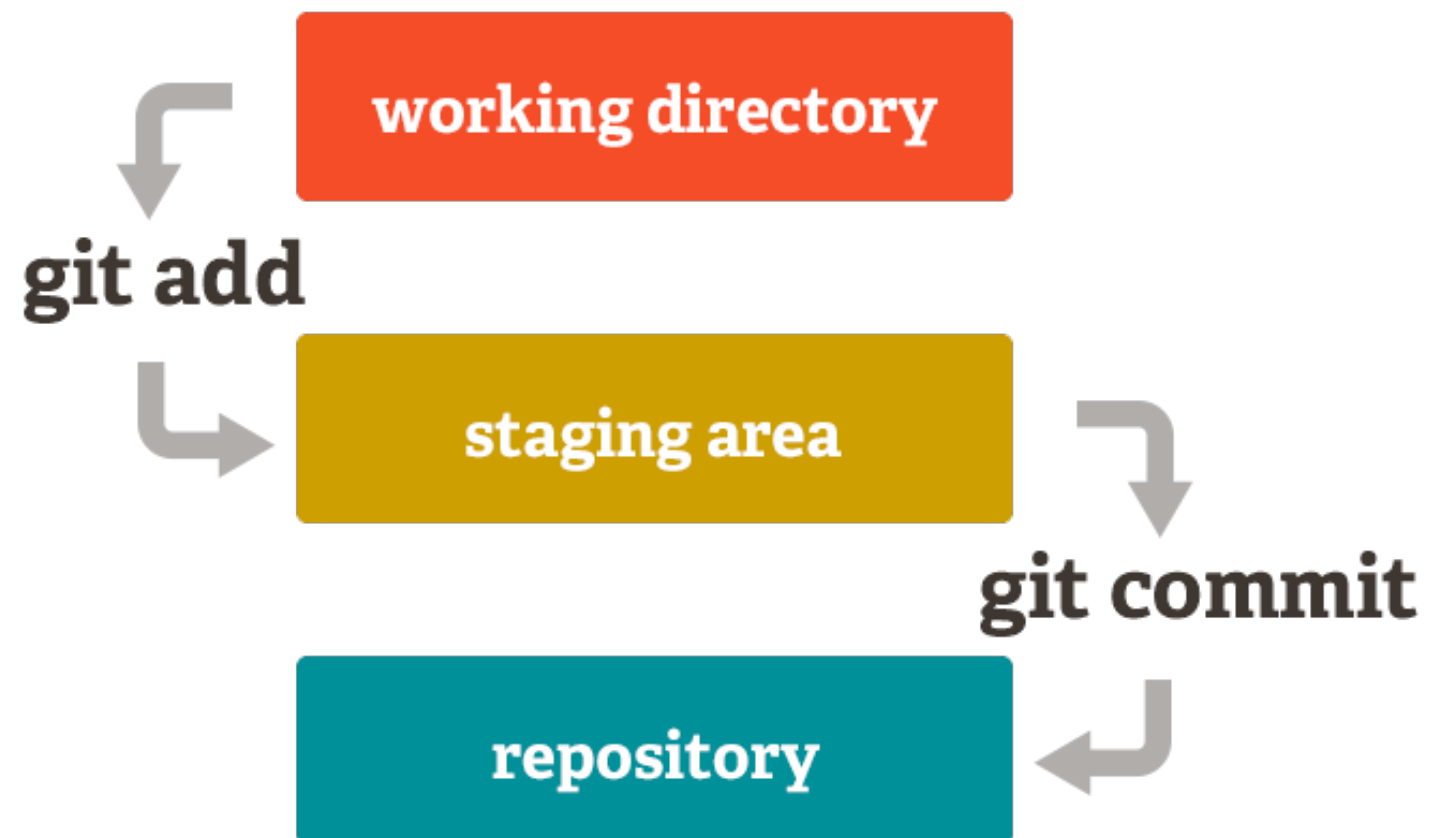 working directory
git add
staging area
git commit
repository